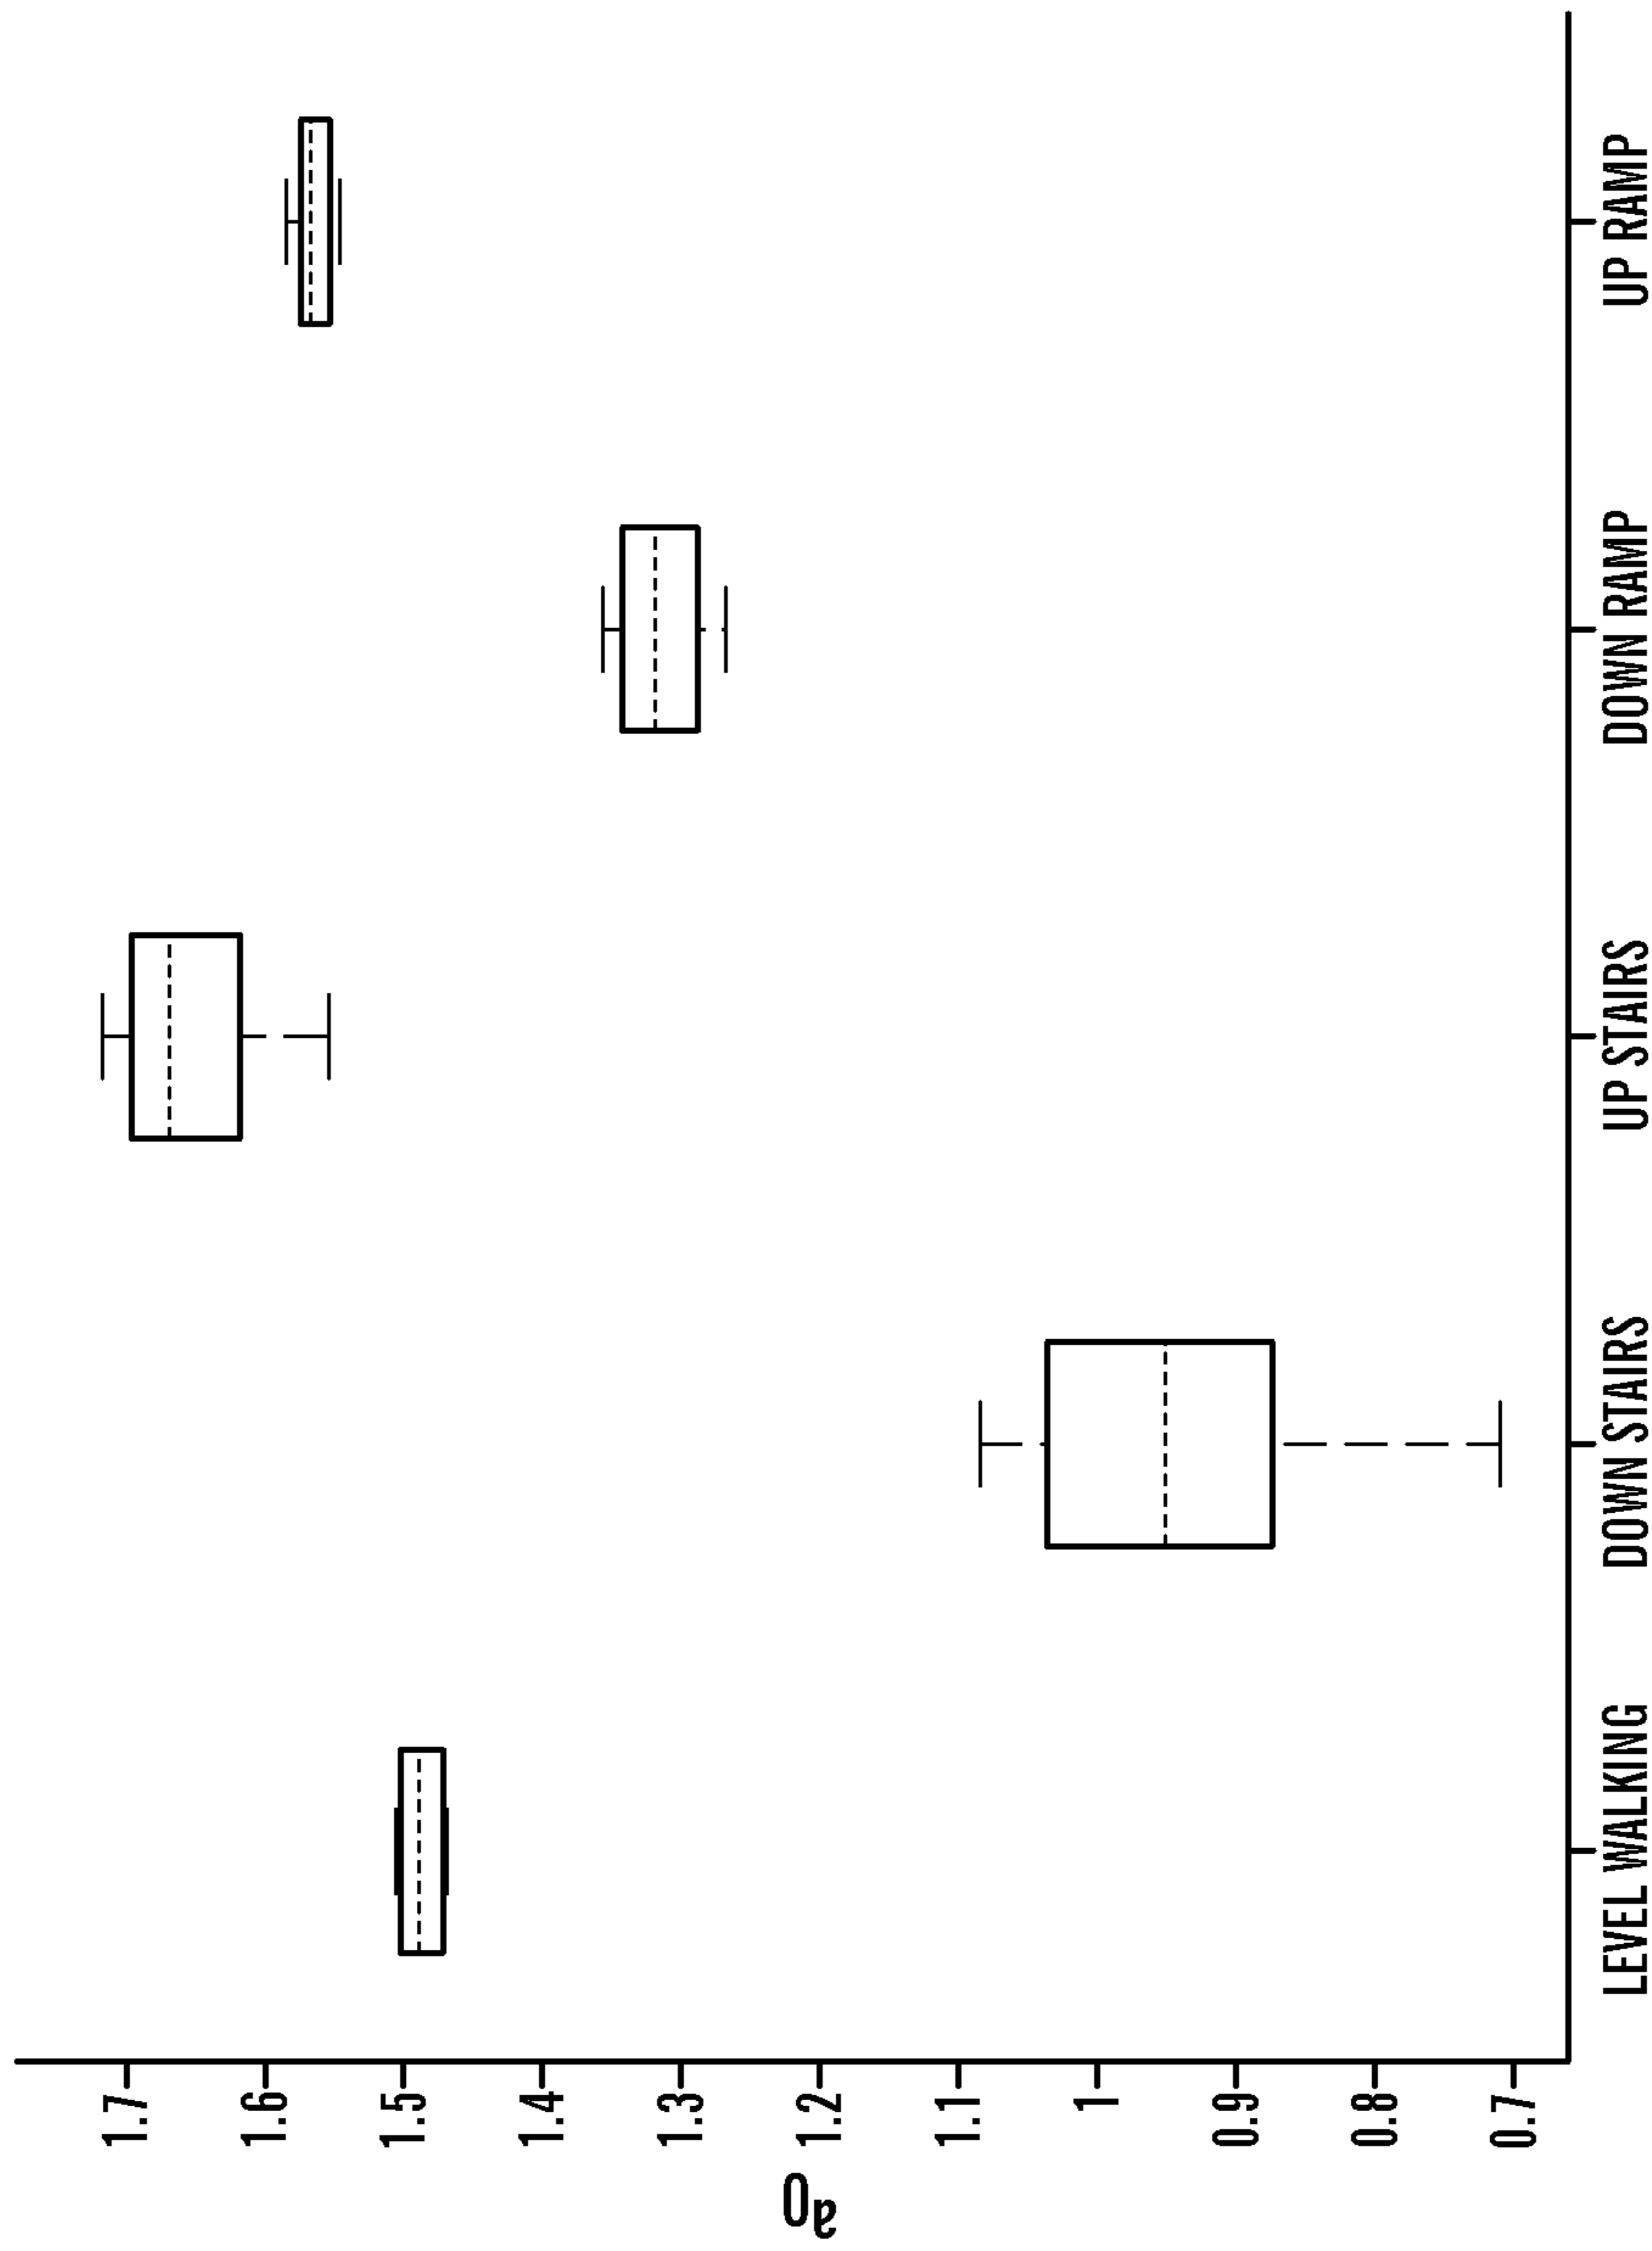 a0
1.7
1.6
1.5
1.4
1.3
1.2
1.1
1
0.9
0.8
0.7
LEVEL WALKING
DOWN STAIRS
UP STAIRS
DOWN RAMP
UP RAMP